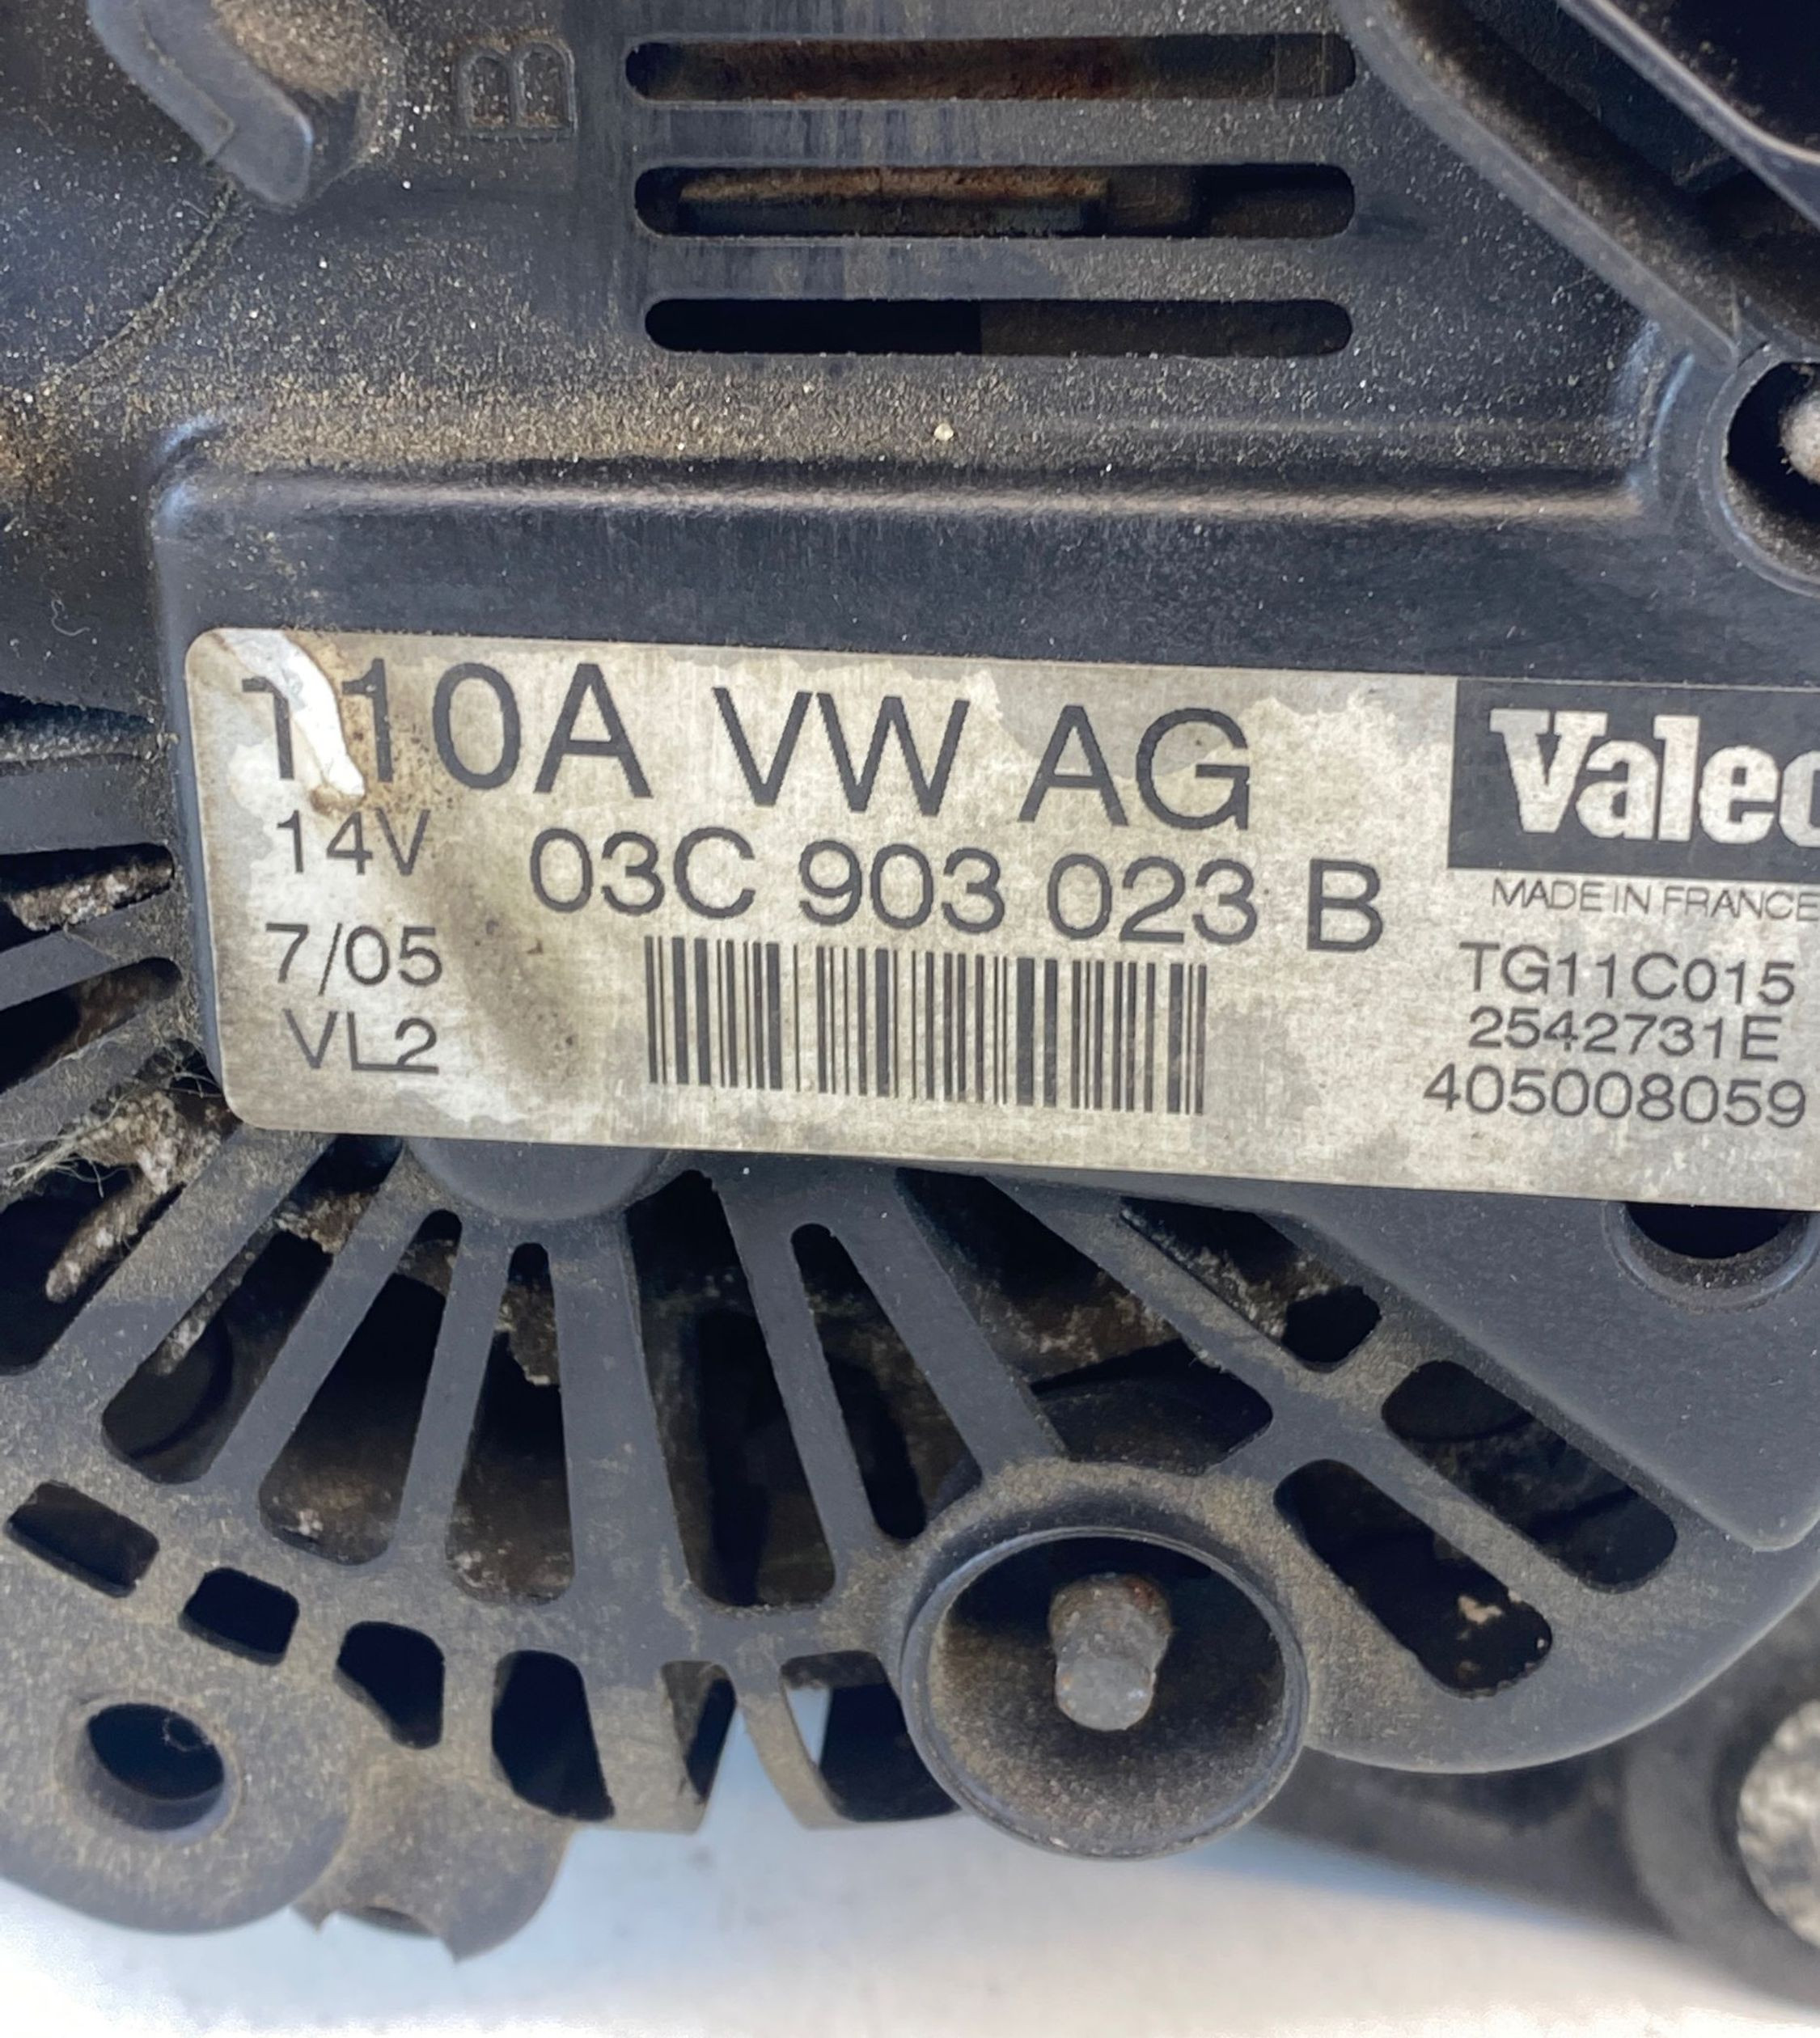 B
110A VW AG
14V 03C 903 023 B
7/05
VL2
Valeo
MADE IN FRANCE
TG11C015
2542731E
405008059